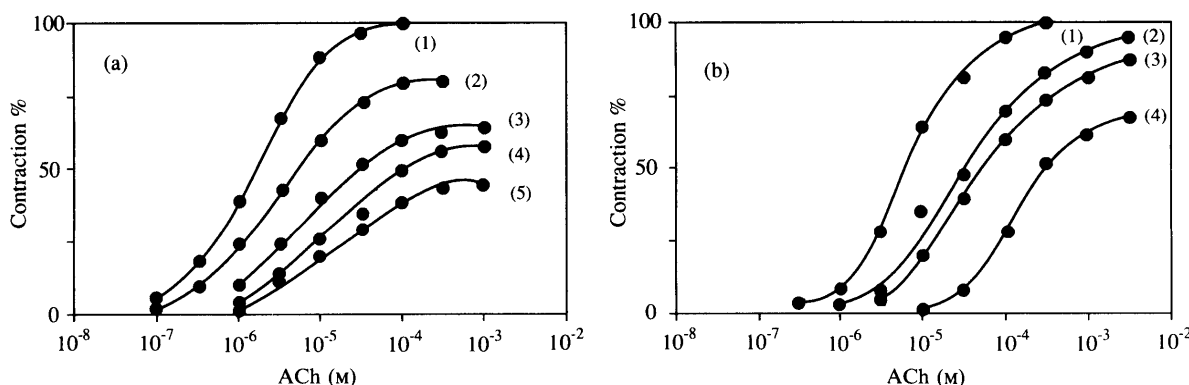 100
50
0
Contraction %
(a)
(1)
(2)
(3)
(4)
(5)
10⁻⁸ 10⁻⁷ 10⁻⁶ 10⁻⁵ 10⁻⁴ 10⁻³ 10⁻²
ACh (M)
100
50
0
Contraction %
(b)
(1)
(2)
(3)
(4)
10⁻⁸ 10⁻⁷ 10⁻⁶ 10⁻⁵ 10⁻⁴ 10⁻³ 10⁻²
ACh (M)